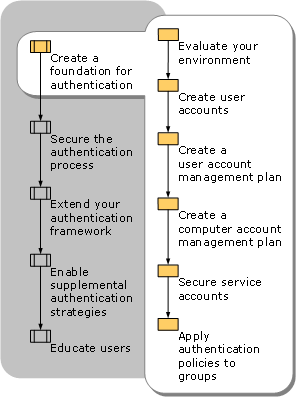 Create a
foundation for
authentication
Secure the
authentication
process
Extend your
authentication
framework
Enable
supplemental
authentication
strategies
Educate users
Evaluate your
environment
Create user
accounts
Create a
user account
management plan
Create a
computer account
management plan
Secure service
accounts
Apply
authentication
policies to
groups